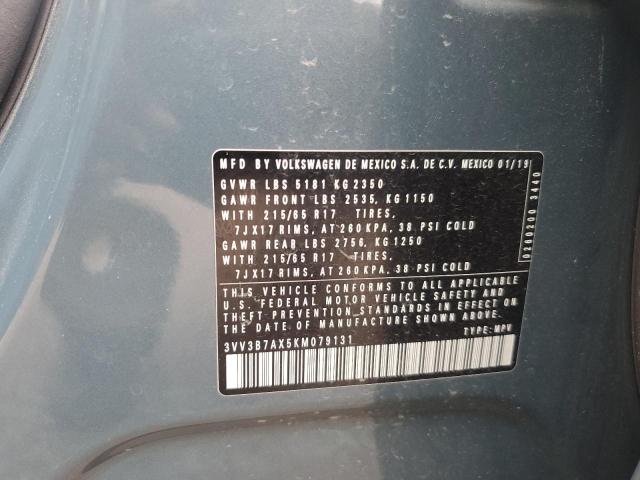 MFD BY VOLKSWAGEN DE MEXICO S.A. DE C.V. MEXICO 01/19
GVWR LBS 5181 KG 2350
GAWR FRONT LBS 2535, KG 1150
WITH 215/65 R17 TIRES,
7JX17 RIMS, AT 260 KPA, 38 PSI COLD
GAWR REAR LBS 2756, KG 1250
WITH 215/65 R17 TIRES,
7JX17 RIMS, AT 260 KPA, 38 PSI COLD
THIS VEHICLE CONFORMS TO ALL APPLICABLE
U.S. FEDERAL MOTOR VEHICLE SAFETY AND
THEFT PREVENTION STANDARDS IN EFFECT ON
THE DATE OF MANUFACTURE SHOWN ABOVE.
3VV3B7AX5KM079131
TYPE: MPV
0260200 3440